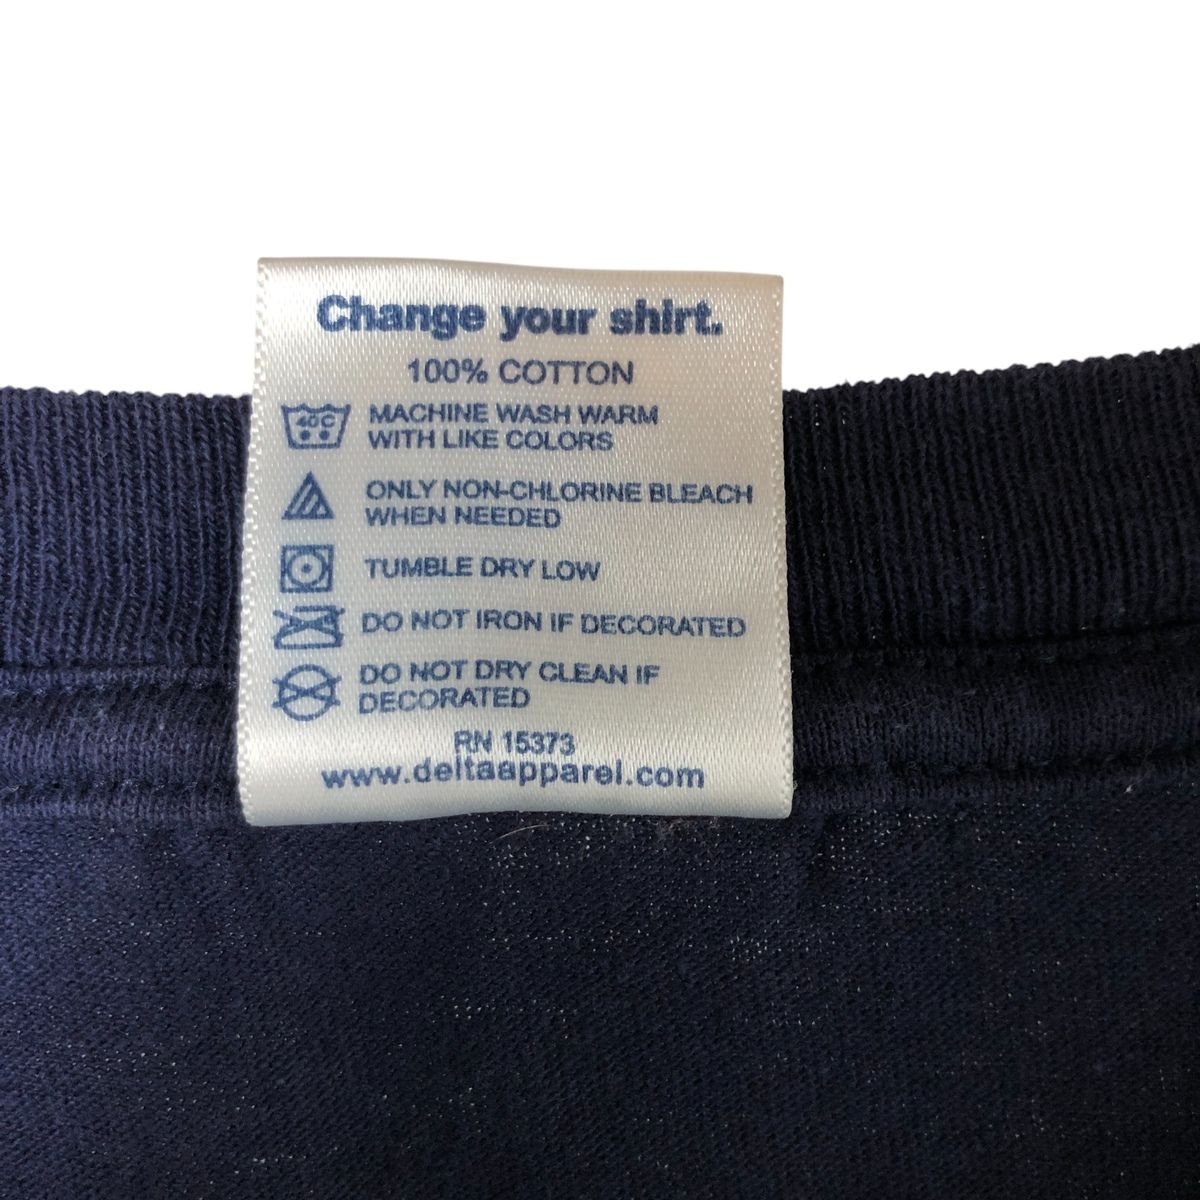 Change your shirt.
100% COTTON
40C
MACHINE WASH WARM
WITH LIKE COLORS
ONLY NON-CHLORINE BLEACH
WHEN NEEDED
TUMBLE DRY LOW
DO NOT IRON IF DECORATED
DO NOT DRY CLEAN IF
DECORATED
RN 15373
www.deltaapparel.com